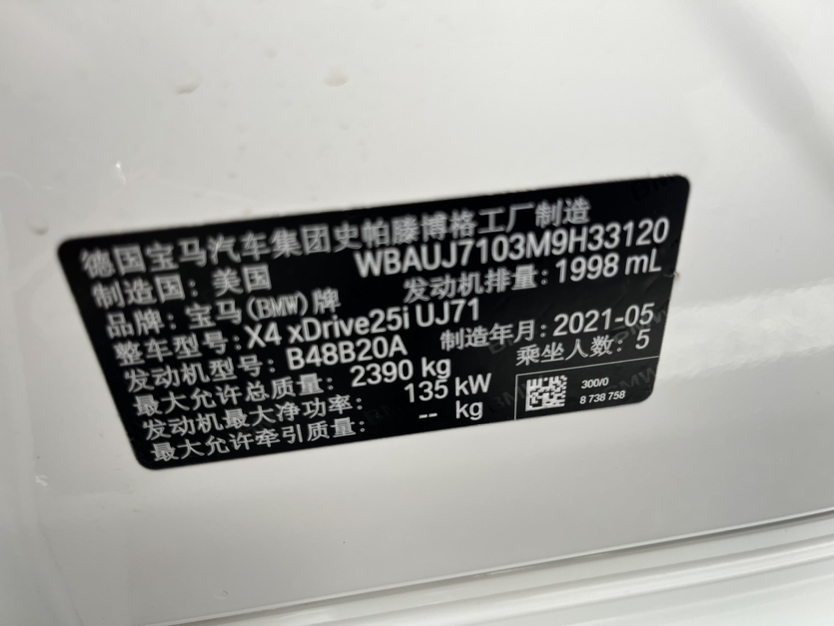 德国宝马汽车集团史帕滕博格工厂制造
制造国：美国 WBAUJ7103M9H33120
品牌：宝马(BMW)牌 发动机排量：1998 mL
整车型号：X4 xDrive25i UJ71
发动机型号：B48B20A 制造年月：2021-05
最大允许总质量：2390 kg 乘坐人数：5
发动机最大净功率：135 kW
最大允许牵引质量：-- kg
300/0
8 738 758